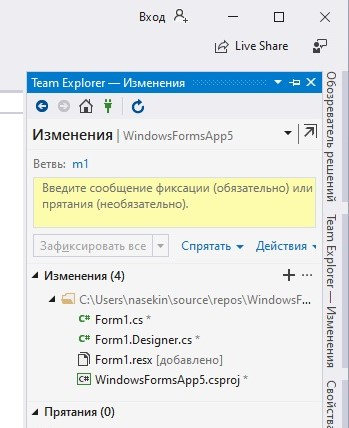 Вход
Live Share
Team Explorer — Изменения
Изменения | WindowsFormsApp5
Ветвь: m1
Введите сообщение фиксации (обязательно) или
прятания (необязательно).
Зафиксировать все
Спрятать
Действия
Изменения (4)
C:\Users\nasekin\source\repos\WindowsF...
C# Form1.cs *
C# Form1.Designer.cs *
Form1.resx [добавлено]
C# WindowsFormsApp5.csproj *
Прятания (0)
Обозреватель решений
Team Explorer — Изменения
Свойства